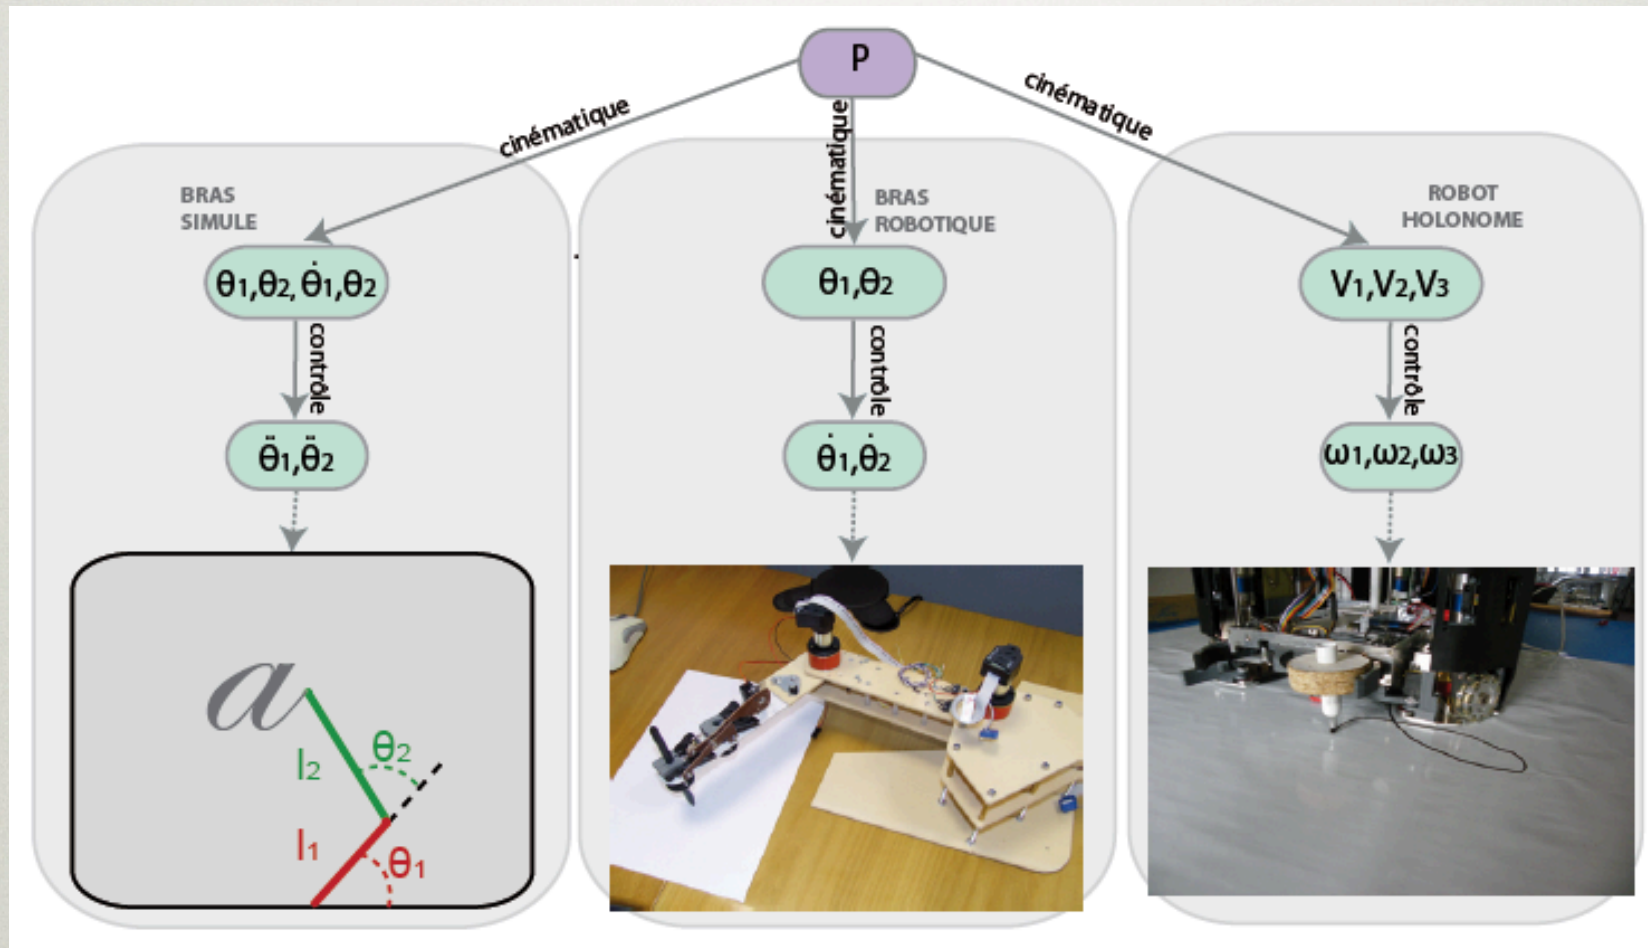 P
cinématique
cinématique
cinématique
BRAS
SIMULE
θ1,θ2,θ̇1,θ2
contrôle
θ̈1,θ̈2
a
l2
θ2
l1
θ1
BRAS
ROBOTIQUE
θ1,θ2
contrôle
θ̇1,θ̇2
ROBOT
HOLONOME
V1,V2,V3
contrôle
ω1,ω2,ω3